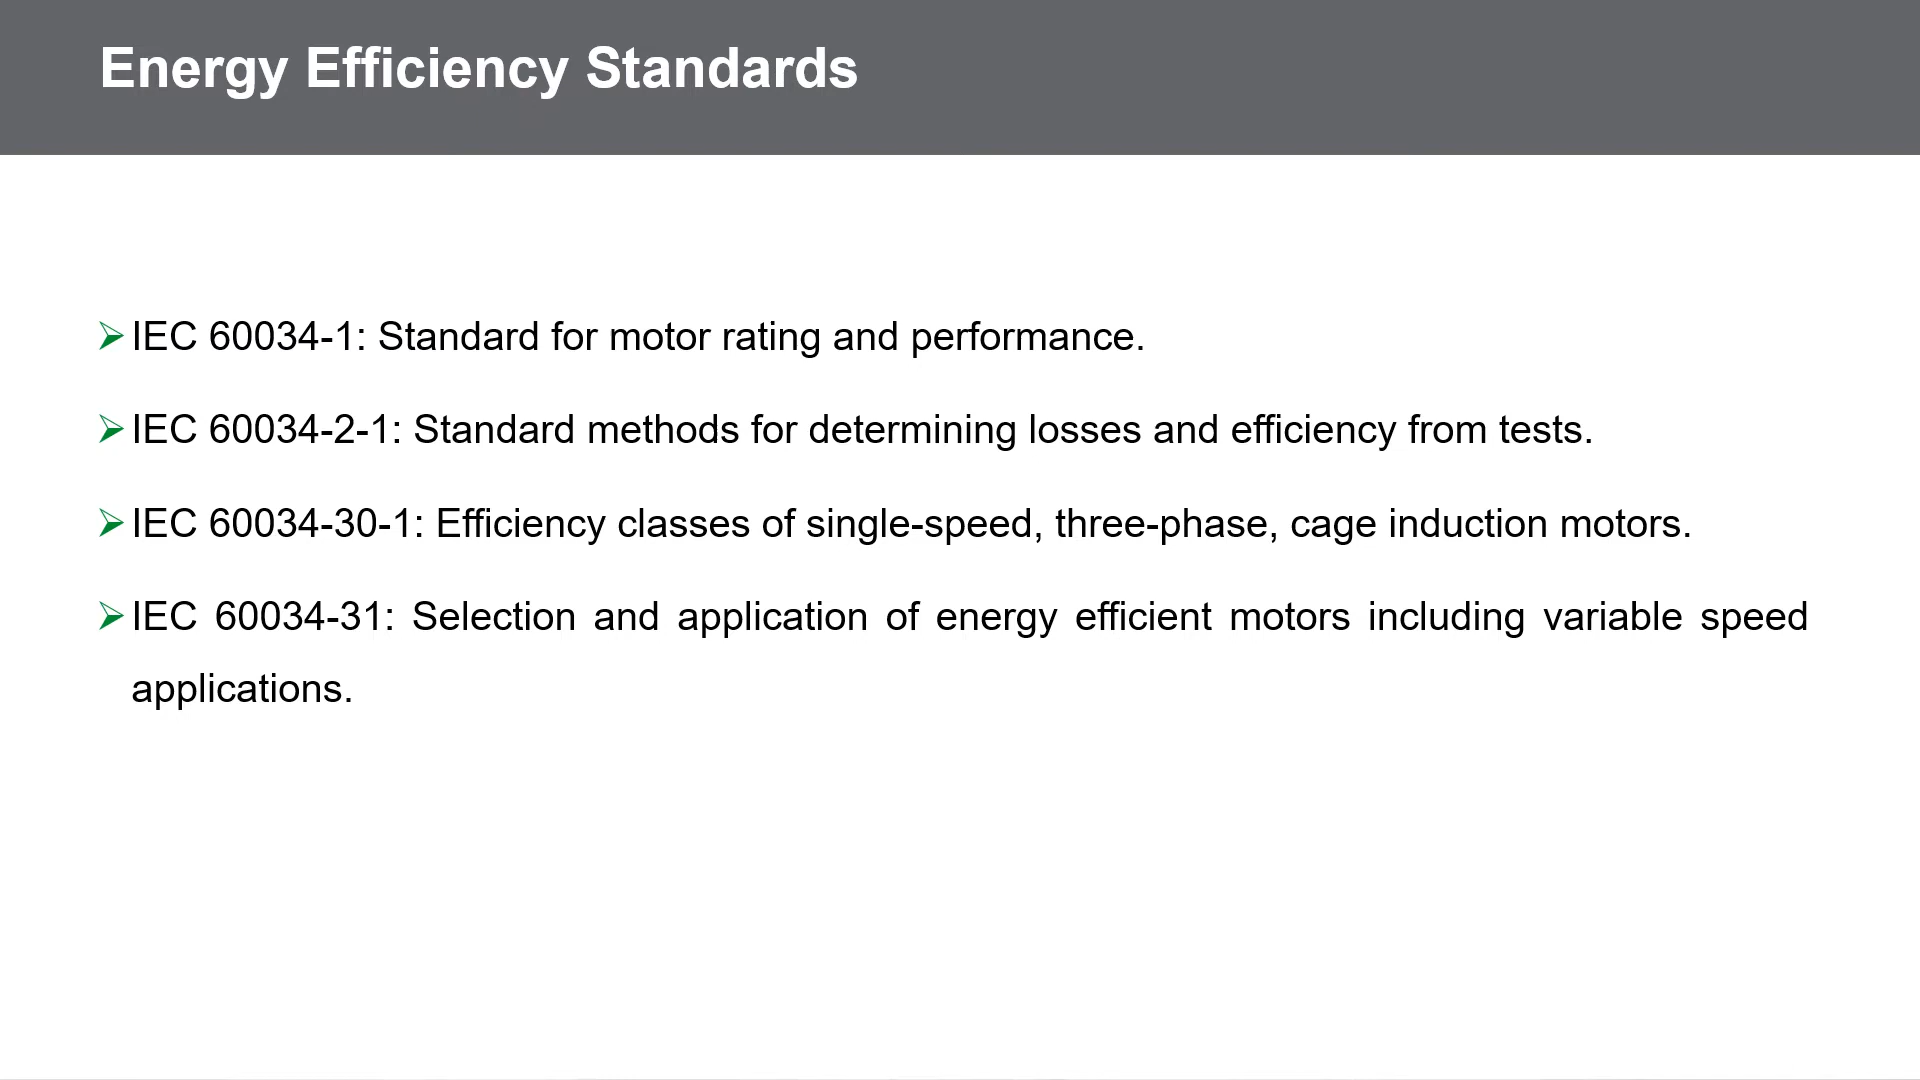 Energy Efficiency Standards
➢IEC 60034-1: Standard for motor rating and performance.
➢IEC 60034-2-1: Standard methods for determining losses and efficiency from tests.
➢IEC 60034-30-1: Efficiency classes of single-speed, three-phase, cage induction motors.
➢IEC 60034-31: Selection and application of energy efficient motors including variable speed
applications.